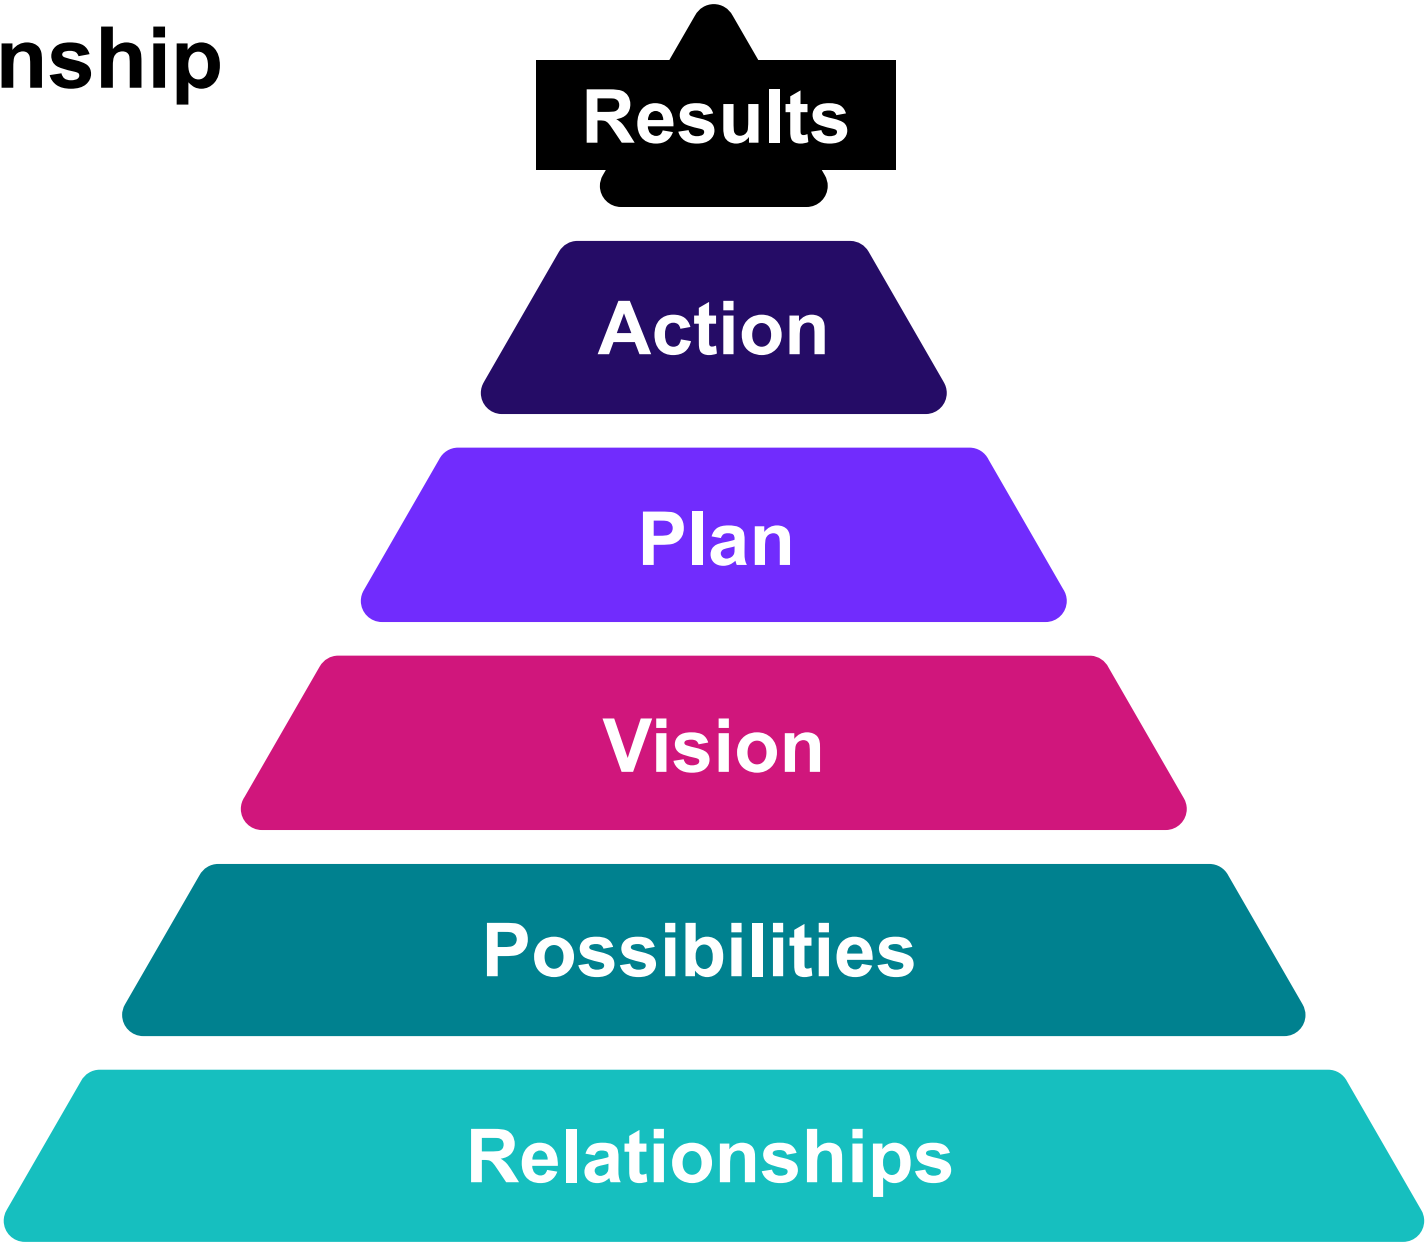 nship
Results
Action
Plan
Vision
Possibilities
Relationships